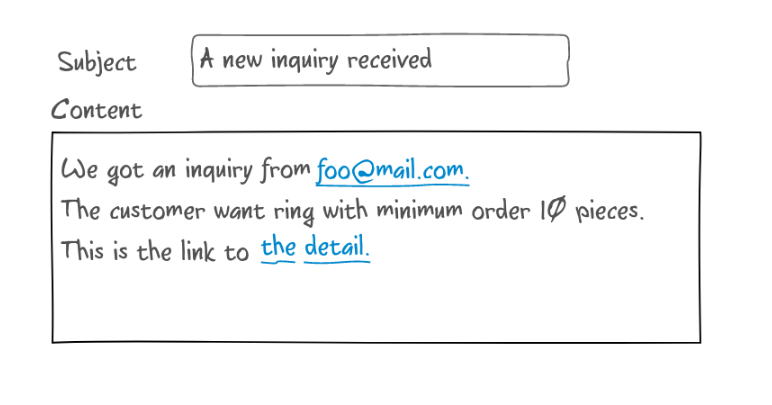 Subject
A new inquiry received
Content
We got an inquiry from foo@mail.com.
The customer want ring with minimum order 10 pieces.
This is the link to the detail.